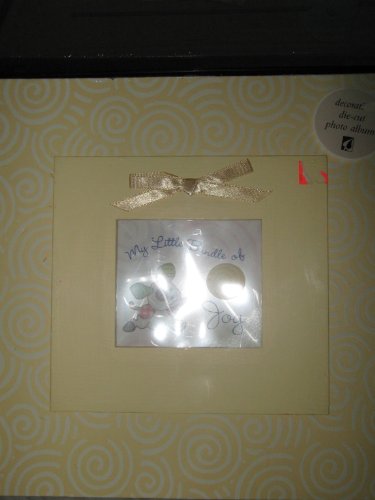 decorat
die-cut
photo album
My Little Bundle of
Joy